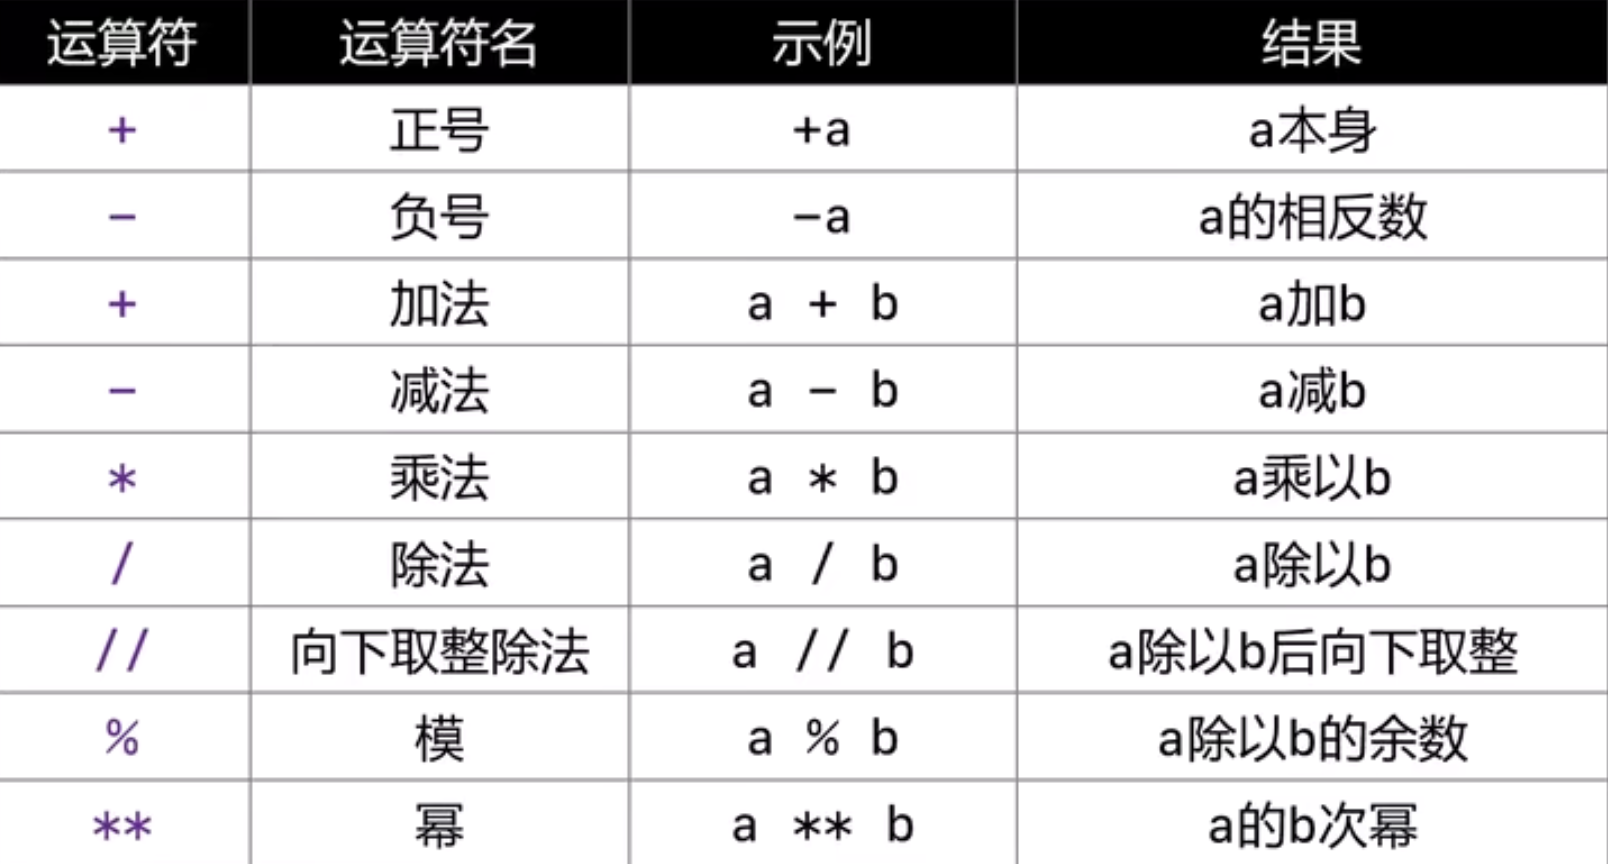 运算符 运算符名 示例 结果
+ 正号 +a a本身
- 负号 -a a的相反数
+ 加法 a + b a加b
- 减法 a - b a减b
* 乘法 a * b a乘以b
/ 除法 a / b a除以b
// 向下取整除法 a // b a除以b后向下取整
% 模 a % b a除以b的余数
** 幂 a ** b a的b次幂